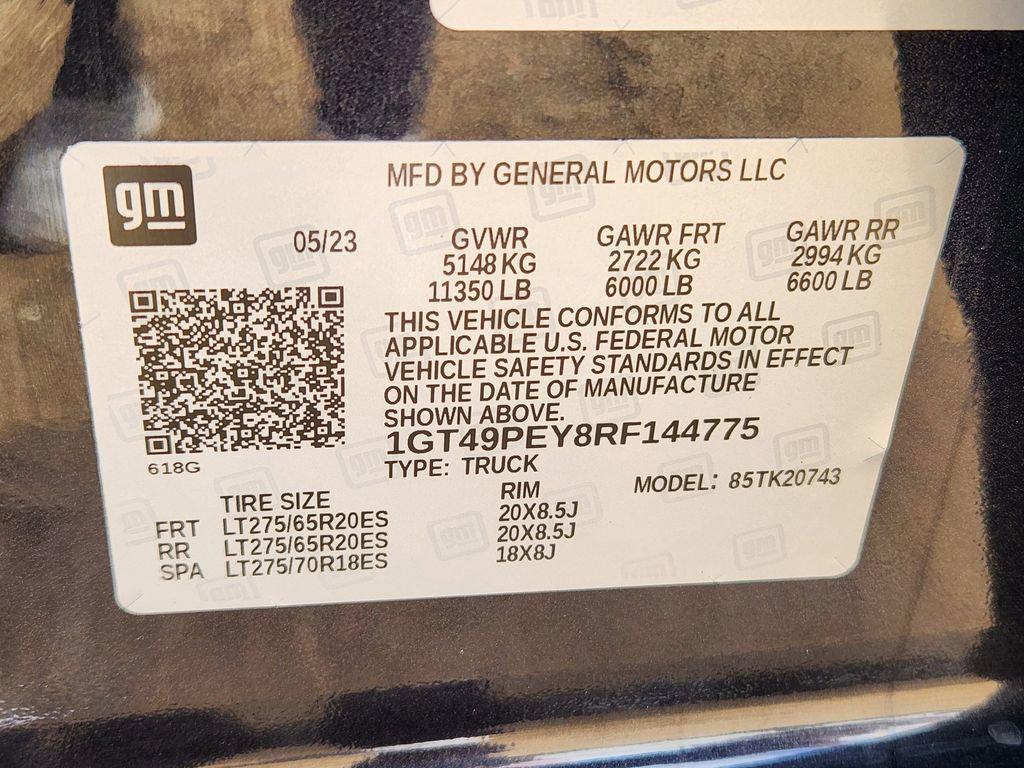 gm
MFD BY GENERAL MOTORS LLC
05/23
GVWR GAWR FRT GAWR RR
5148 KG 2722 KG 2994 KG
11350 LB 6000 LB 6600 LB
THIS VEHICLE CONFORMS TO ALL
APPLICABLE U.S. FEDERAL MOTOR
VEHICLE SAFETY STANDARDS IN EFFECT
ON THE DATE OF MANUFACTURE
SHOWN ABOVE.
1GT49PEY8RF144775
618G
TYPE: TRUCK
MODEL: 85TK20743
TIRE SIZE RIM
FRT LT275/65R20ES 20X8.5J
RR LT275/65R20ES 20X8.5J
SPA LT275/70R18ES 18X8J